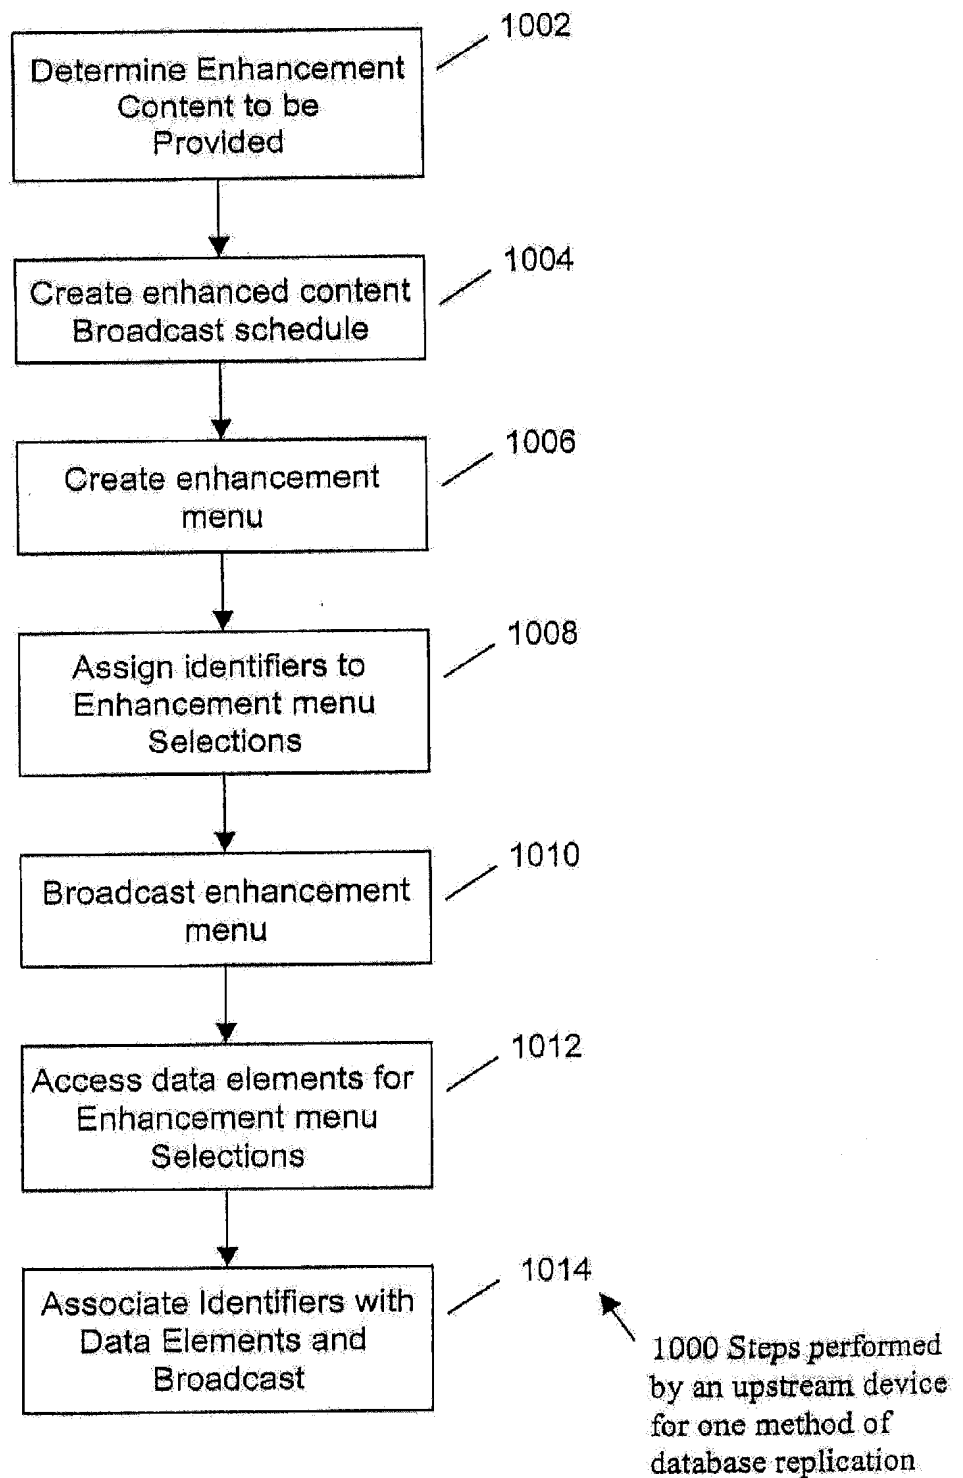 1002
Determine Enhancement
Content to be
Provided
1004
Create enhanced content
Broadcast schedule
1006
Create enhancement
menu
1008
Assign identifiers to
Enhancement menu
Selections
1010
Broadcast enhancement
menu
1012
Access data elements for
Enhancement menu
Selections
1014
Associate Identifiers with
Data Elements and
Broadcast
1000 Steps performed
by an upstream device
for one method of
database replication